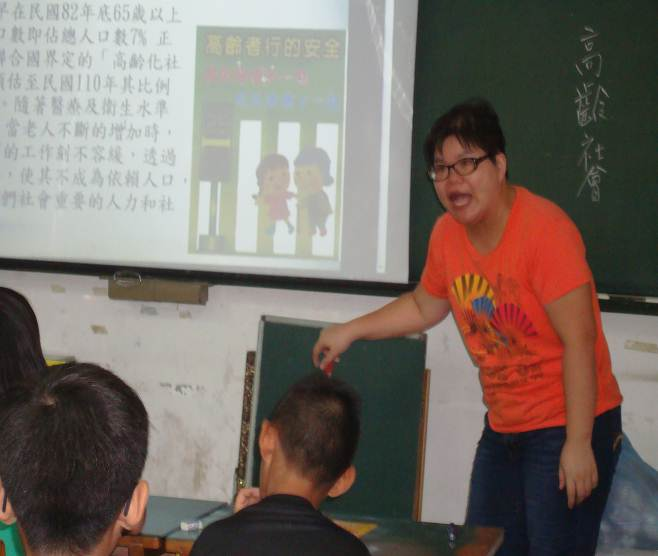 早在民國82年底65歲以上
口數即佔總人口數7% 正
聯合國界定的「高齡化社
預估至民國110年其比例
。隨著醫療及衛生水準
當老人不斷的增加時,
的工作刻不容緩,透過
,使其不成為依賴人口,
們社會重要的人力和社
高齡者行的安全
高齡社會